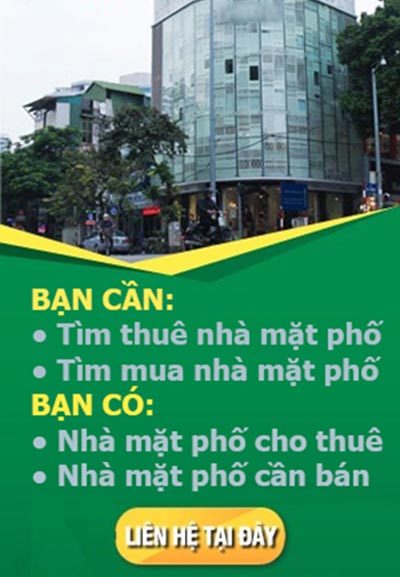 BẠN CẦN:
● Tìm thuê nhà mặt phố
● Tìm mua nhà mặt phố
BẠN CÓ:
● Nhà mặt phố cho thuê
● Nhà mặt phố cần bán
LIÊN HỆ TẠI ĐÂY